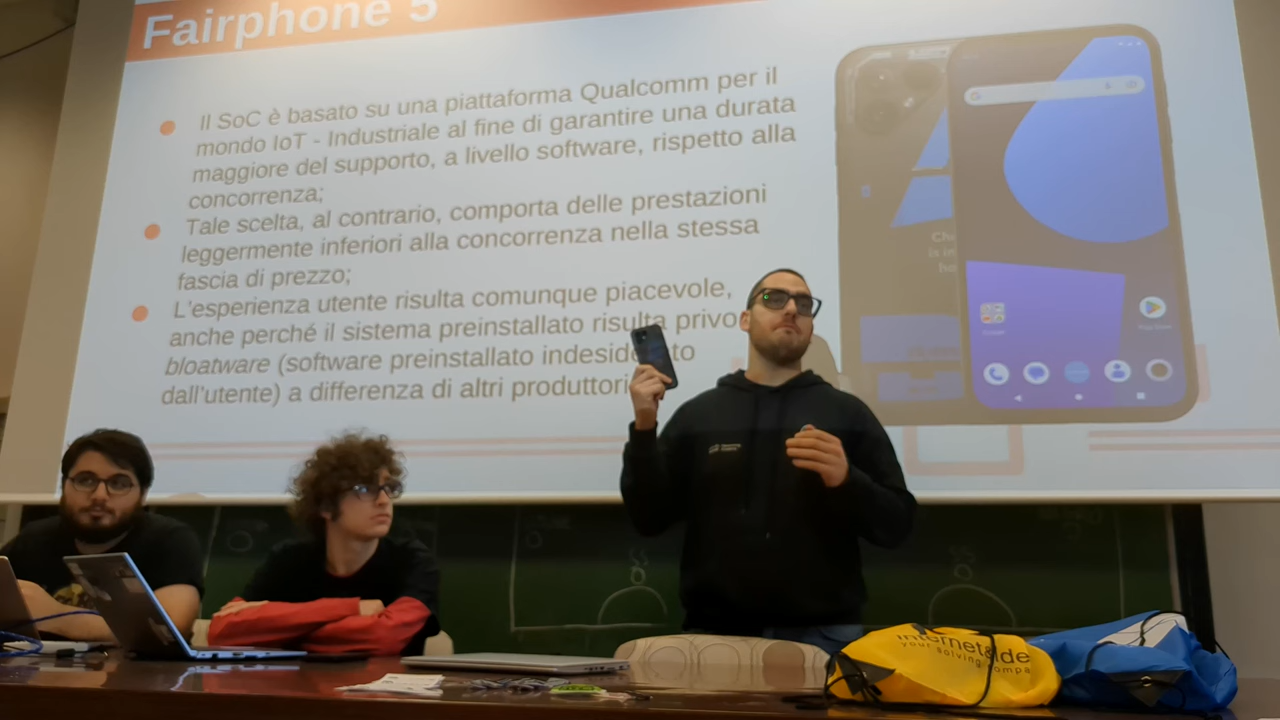 Fairphone 5
Il SoC è basato su una piattaforma Qualcomm per il
mondo IoT - Industriale al fine di garantire una durata
maggiore del supporto, a livello software, rispetto alla
concorrenza;
Tale scelta, al contrario, comporta delle prestazioni
leggermente inferiori alla concorrenza nella stessa
fascia di prezzo;
L'esperienza utente risulta comunque piacevole,
anche perché il sistema preinstallato risulta privo
bloatware (software preinstallato
dall'utente) a differenza di altri produttori
internet&ide
your solving compa